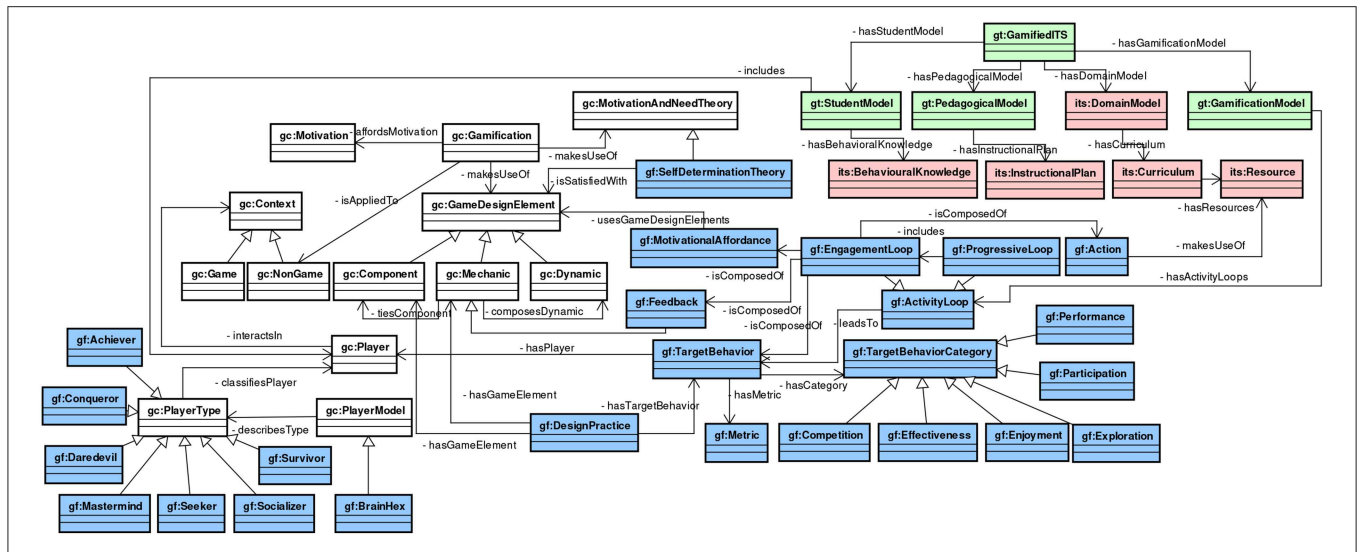 gt:GamifiedITS
- hasStudentModel
- hasGamificationModel
- includes
- hasPedagogicalModel
- hasDomainModel
gc:MotivationAndNeedTheory
gt:StudentModel
gt:PedagogicalModel
its:DomainModel
gt:GamificationModel
gc:Motivation
- affordsMotivation
gc:Gamification
- makesUseOf
- hasBehavioralKnowledge
- hasInstructionalPlan
- hasCurriculum
- makesUseOf
- isSatisfiedWith
gf:SelfDeterminationTheory
its:BehaviouralKnowledge
its:InstructionalPlan
its:Curriculum
its:Resource
gc:Context
- isAppliedTo
gc:GameDesignElement
- usesGameDesignElements
- isComposedOf
- hasResources
- includes
gf:MotivationalAffordance
gf:EngagementLoop
gf:ProgressiveLoop
gf:Action
- makesUseOf
gc:Game
gc:NonGame
gc:Component
gc:Mechanic
gc:Dynamic
- isComposedOf
- hasActivityLoops
gf:Feedback
gf:ActivityLoop
- tiesComponent
- composesDynamic
- isComposedOf
- isComposedOf
- leadsTo
gf:Performance
gf:Achiever
- interactsIn
gc:Player
- hasPlayer
gf:TargetBehavior
gf:TargetBehaviorCategory
gf:Participation
- classifiesPlayer
- hasCategory
gf:Conqueror
- hasGameElement
- hasMetric
gc:PlayerType
gc:PlayerModel
- hasTargetBehavior
- describesType
gf:DesignPractice
gf:Metric
gf:Competition
gf:Effectiveness
gf:Enjoyment
gf:Exploration
- hasGameElement
gf:Daredevil
gf:Survivor
gf:Mastermind
gf:Seeker
gf:Socializer
gf:BrainHex